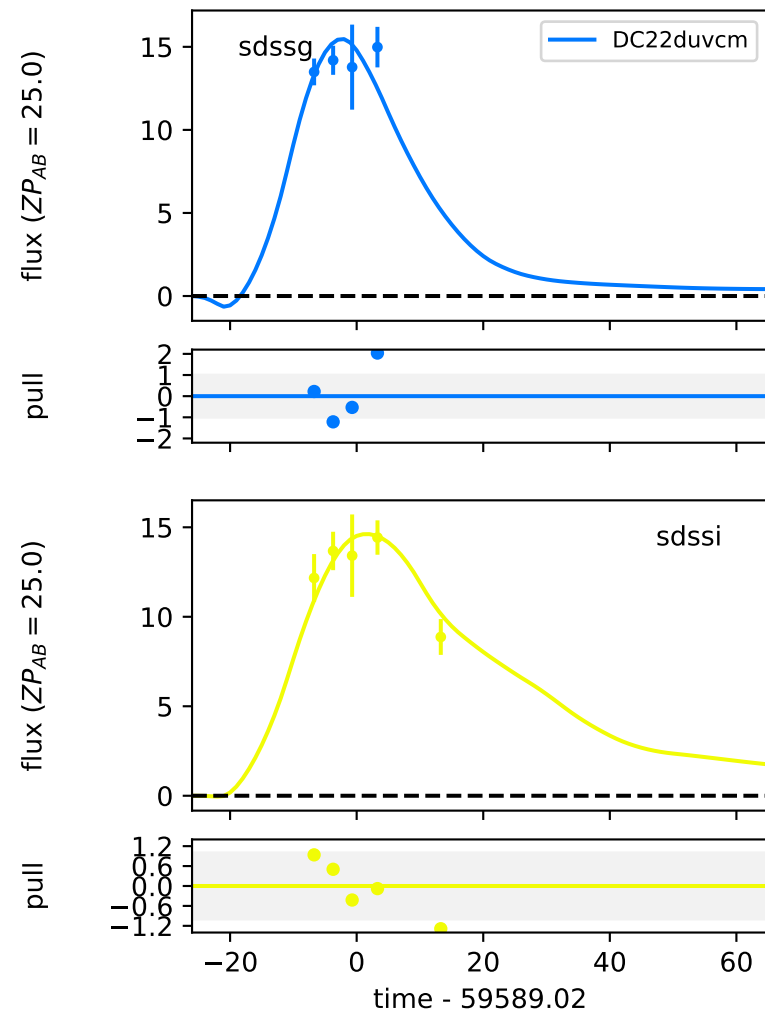 sdssg
DC22duvcm
flux (ZP_AB = 25.0)
15
10
5
0
pull
2
1
0
−1
−2
sdssi
flux (ZP_AB = 25.0)
15
10
5
0
pull
1.2
0.6
0.0
−0.6
−1.2
−20 0 20 40 60
time - 59589.02